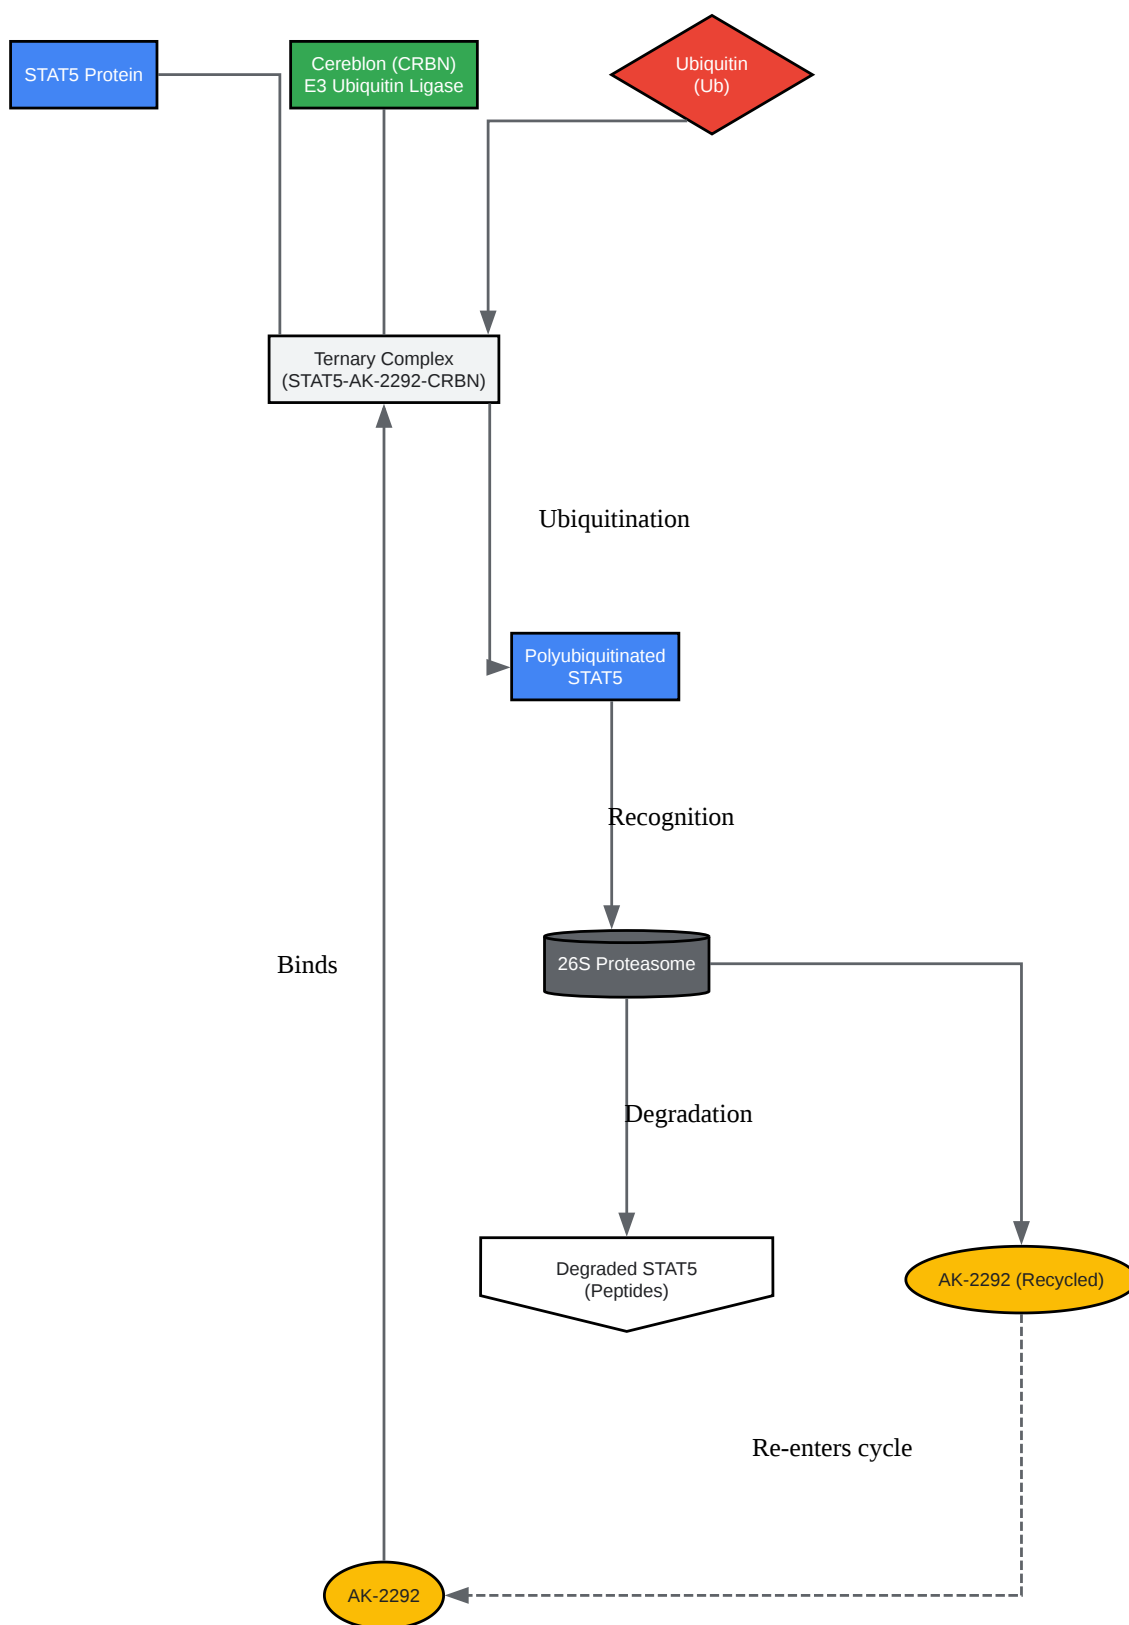 STAT5 Protein
Cereblon (CRBN)
E3 Ubiquitin Ligase
Ubiquitin
(Ub)
Ternary Complex
(STAT5-AK-2292-CRBN)
Ubiquitination
Polyubiquitinated
STAT5
Recognition
Binds
26S Proteasome
Degradation
Degraded STAT5
(Peptides)
AK-2292 (Recycled)
Re-enters cycle
AK-2292